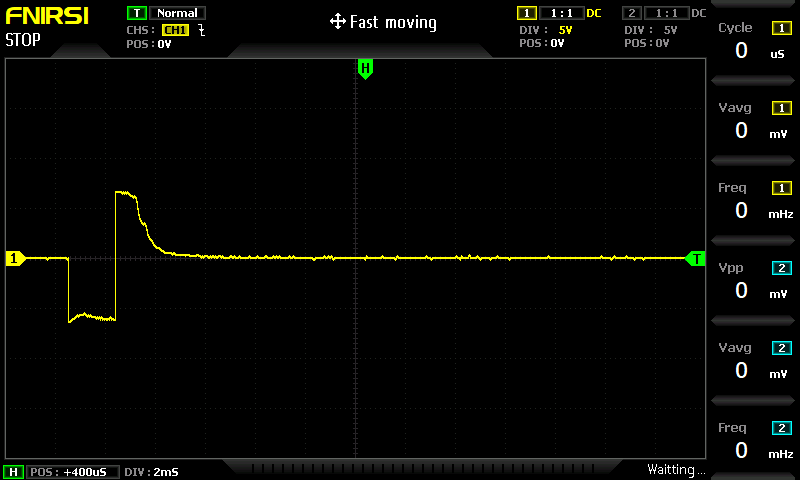 FNIRSI
STOP
T Normal
CHS: CH1
POS: 0V
Fast moving
1 1:1 DC
DIV: 5V
POS: 0V
2 1:1 DC
DIV: 5V
POS: 0V
H
1
T
Cycle 1
0 uS
Vavg 1
0 mV
Freq 1
0 mHz
Vpp 2
0 mV
Vavg 2
0 mV
Freq 2
0 mHz
H POS: +400uS DIV: 2mS
Waitting...